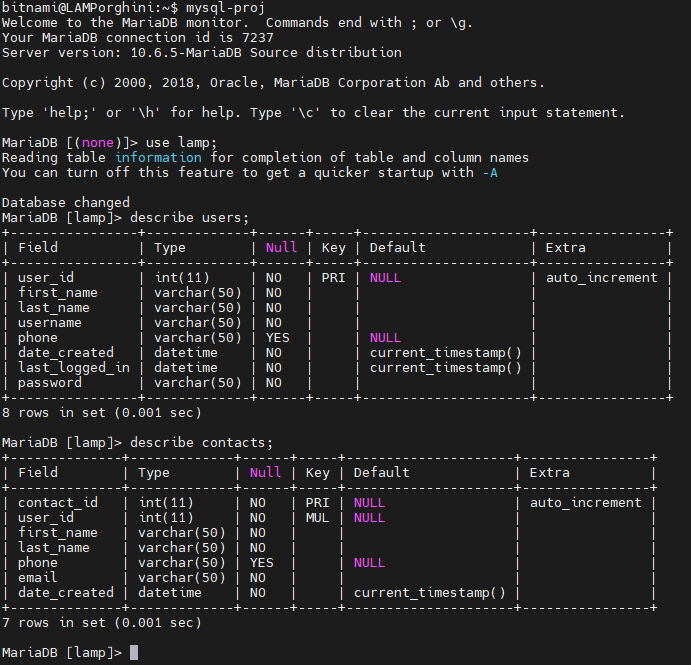 bitnami@LAMPorghini:~$ mysql-proj
Welcome to the MariaDB monitor.  Commands end with ; or \g.
Your MariaDB connection id is 7237
Server version: 10.6.5-MariaDB Source distribution

Copyright (c) 2000, 2018, Oracle, MariaDB Corporation Ab and others.

Type 'help;' or '\h' for help. Type '\c' to clear the current input statement.

MariaDB [(none)]> use lamp;
Reading table information for completion of table and column names
You can turn off this feature to get a quicker startup with -A

Database changed
MariaDB [lamp]> describe users;
+----------------+-------------+------+-----+---------------------+----------------+
| Field          | Type        | Null | Key | Default             | Extra          |
+----------------+-------------+------+-----+---------------------+----------------+
| user_id        | int(11)     | NO   | PRI | NULL                | auto_increment |
| first_name     | varchar(50) | NO   |     |                     |                |
| last_name      | varchar(50) | NO   |     |                     |                |
| username       | varchar(50) | NO   |     |                     |                |
| phone          | varchar(50) | YES  |     | NULL                |                |
| date_created   | datetime    | NO   |     | current_timestamp() |                |
| last_logged_in | datetime    | NO   |     | current_timestamp() |                |
| password       | varchar(50) | NO   |     |                     |                |
+----------------+-------------+------+-----+---------------------+----------------+
8 rows in set (0.001 sec)

MariaDB [lamp]> describe contacts;
+--------------+-------------+------+-----+---------------------+----------------+
| Field        | Type        | Null | Key | Default             | Extra          |
+--------------+-------------+------+-----+---------------------+----------------+
| contact_id   | int(11)     | NO   | PRI | NULL                | auto_increment |
| user_id      | int(11)     | NO   | MUL | NULL                |                |
| first_name   | varchar(50) | NO   |     |                     |                |
| last_name    | varchar(50) | NO   |     |                     |                |
| phone        | varchar(50) | YES  |     | NULL                |                |
| email        | varchar(50) | NO   |     |                     |                |
| date_created | datetime    | NO   |     | current_timestamp() |                |
+--------------+-------------+------+-----+---------------------+----------------+
7 rows in set (0.001 sec)

MariaDB [lamp]>